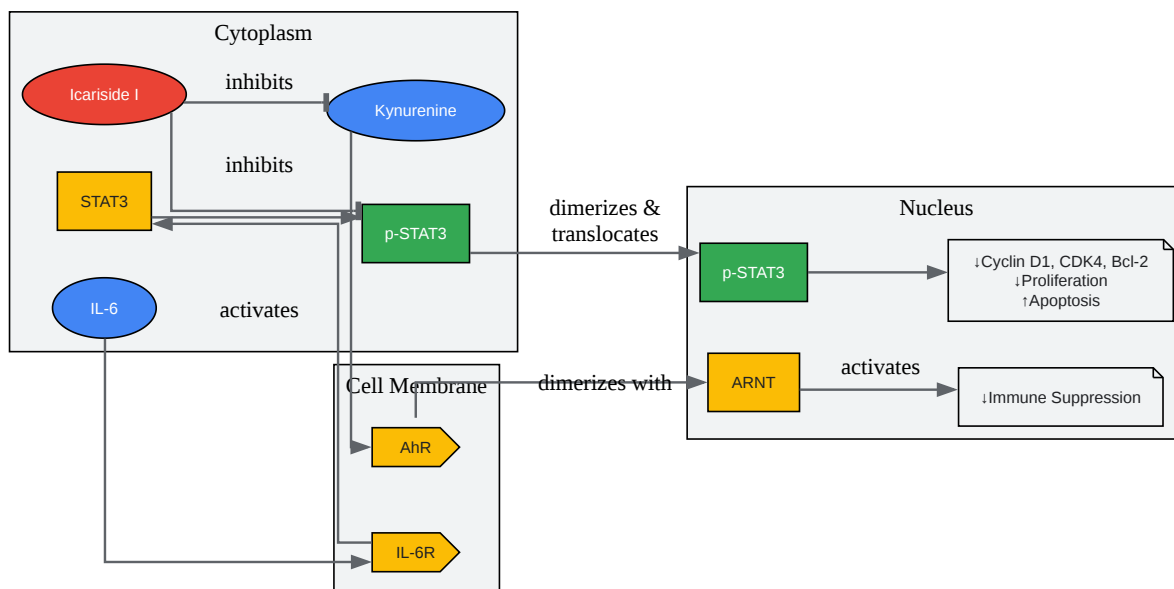 Cytoplasm
inhibits
Icariside I
Kynurenine
inhibits
STAT3
p-STAT3
IL-6
activates
dimerizes &
translocates
Nucleus
p-STAT3
↓Cyclin D1, CDK4, Bcl-2
↓Proliferation
↑Apoptosis
Cell Membrane
dimerizes with
ARNT
activates
↓Immune Suppression
AhR
IL-6R